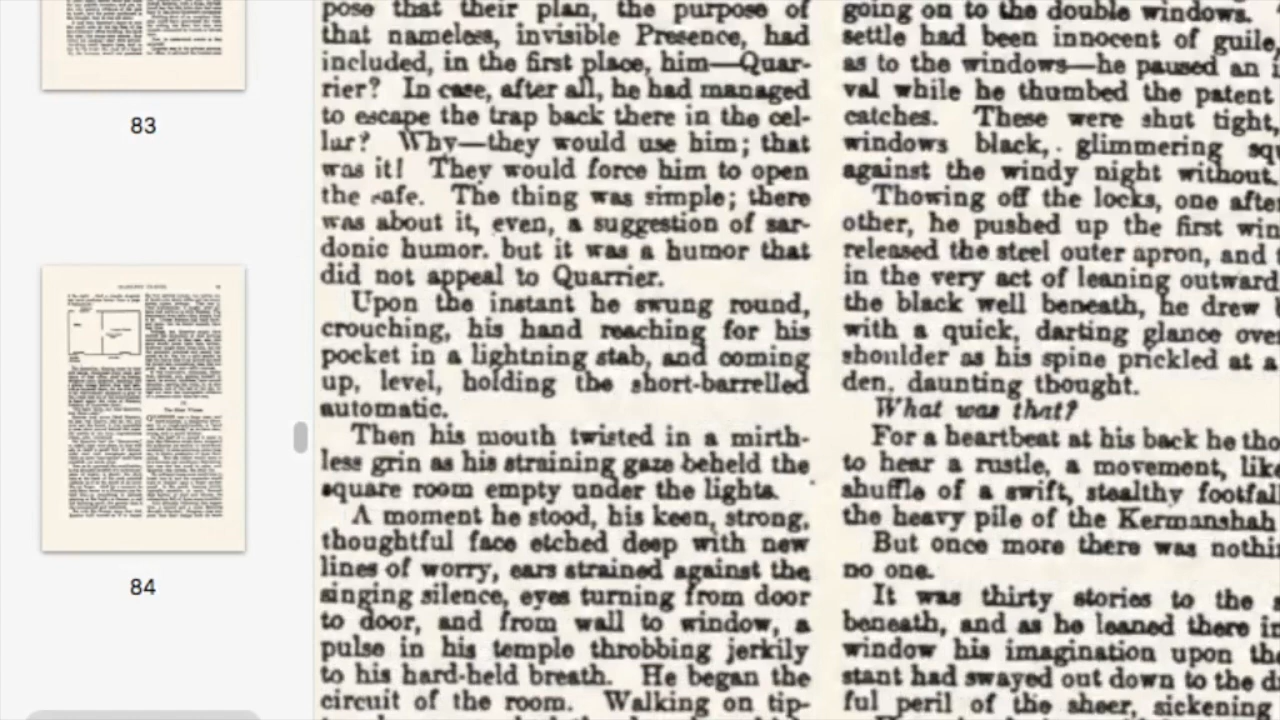 83
84
pose that their plan, the purpose of
that nameless, invisible Presence, had
included, in the first place, him—Quar-
rier? In case, after all, he had managed
to escape the trap back there in the cel-
lar? Why—they would use him; that
was it! They would force him to open
the safe. The thing was simple; there
was about it, even, a suggestion of sar-
donic humor. but it was a humor that
did not appeal to Quarrier.
Upon the instant he swung round,
crouching, his hand reaching for his
pocket in a lightning stab, and coming
up, level, holding the short-barrelled
automatic.
Then his mouth twisted in a mirth-
less grin as his straining gaze beheld the
square room empty under the lights.
A moment he stood, his keen, strong,
thoughtful face etched deep with new
lines of worry, ears strained against the
singing silence, eyes turning from door
to door, and from wall to window, a
pulse in his temple throbbing jerkily
to his hard-held breath. He began the
circuit of the room. Walking on tip-
going on to the double windows.
settle had been innocent of guile,
as to the windows—he paused an i
val while he thumbed the patent
catches. These were shut tight,
windows black, glimmering squ
against the windy night without.
Thowing off the locks, one after
other, he pushed up the first win
released the steel outer apron, and t
in the very act of leaning outward
the black well beneath, he drew b
with a quick, darting glance over
shoulder as his spine prickled at a
den, daunting thought.
What was that?
For a heartbeat at his back he tho
to hear a rustle, a movement, like
shuffle of a swift, stealthy footfall
the heavy pile of the Kermanshah
But once more there was nothin
no one.
It was thirty stories to the s
beneath, and as he leaned there in
window his imagination upon the
stant had swayed out down to the d
ful peril of the sheer, sickening